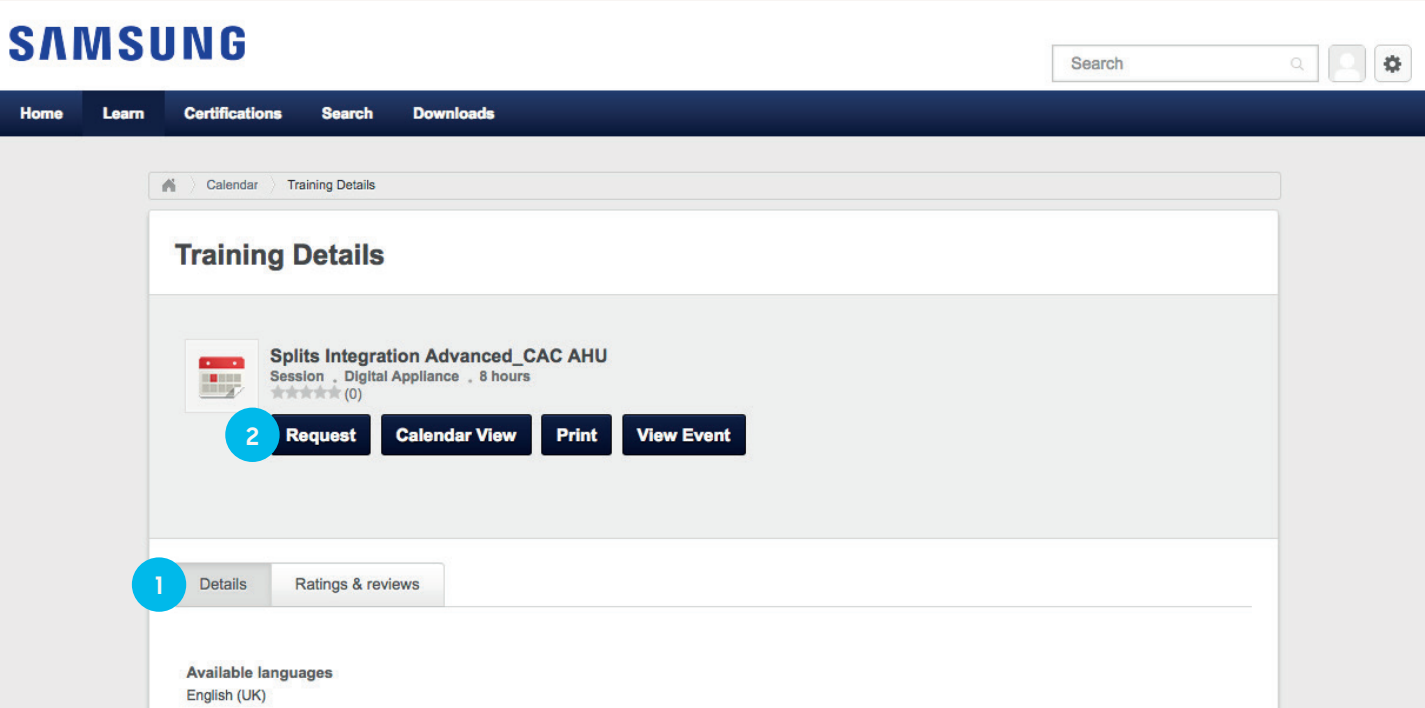 SAMSUNG
Search
Home Learn Certifications Search Downloads
Calendar Training Details
Training Details
Splits Integration Advanced_CAC AHU
Session . Digital Appliance . 8 hours
(0)
2 Request Calendar View Print View Event
1 Details Ratings & reviews
Available languages
English (UK)